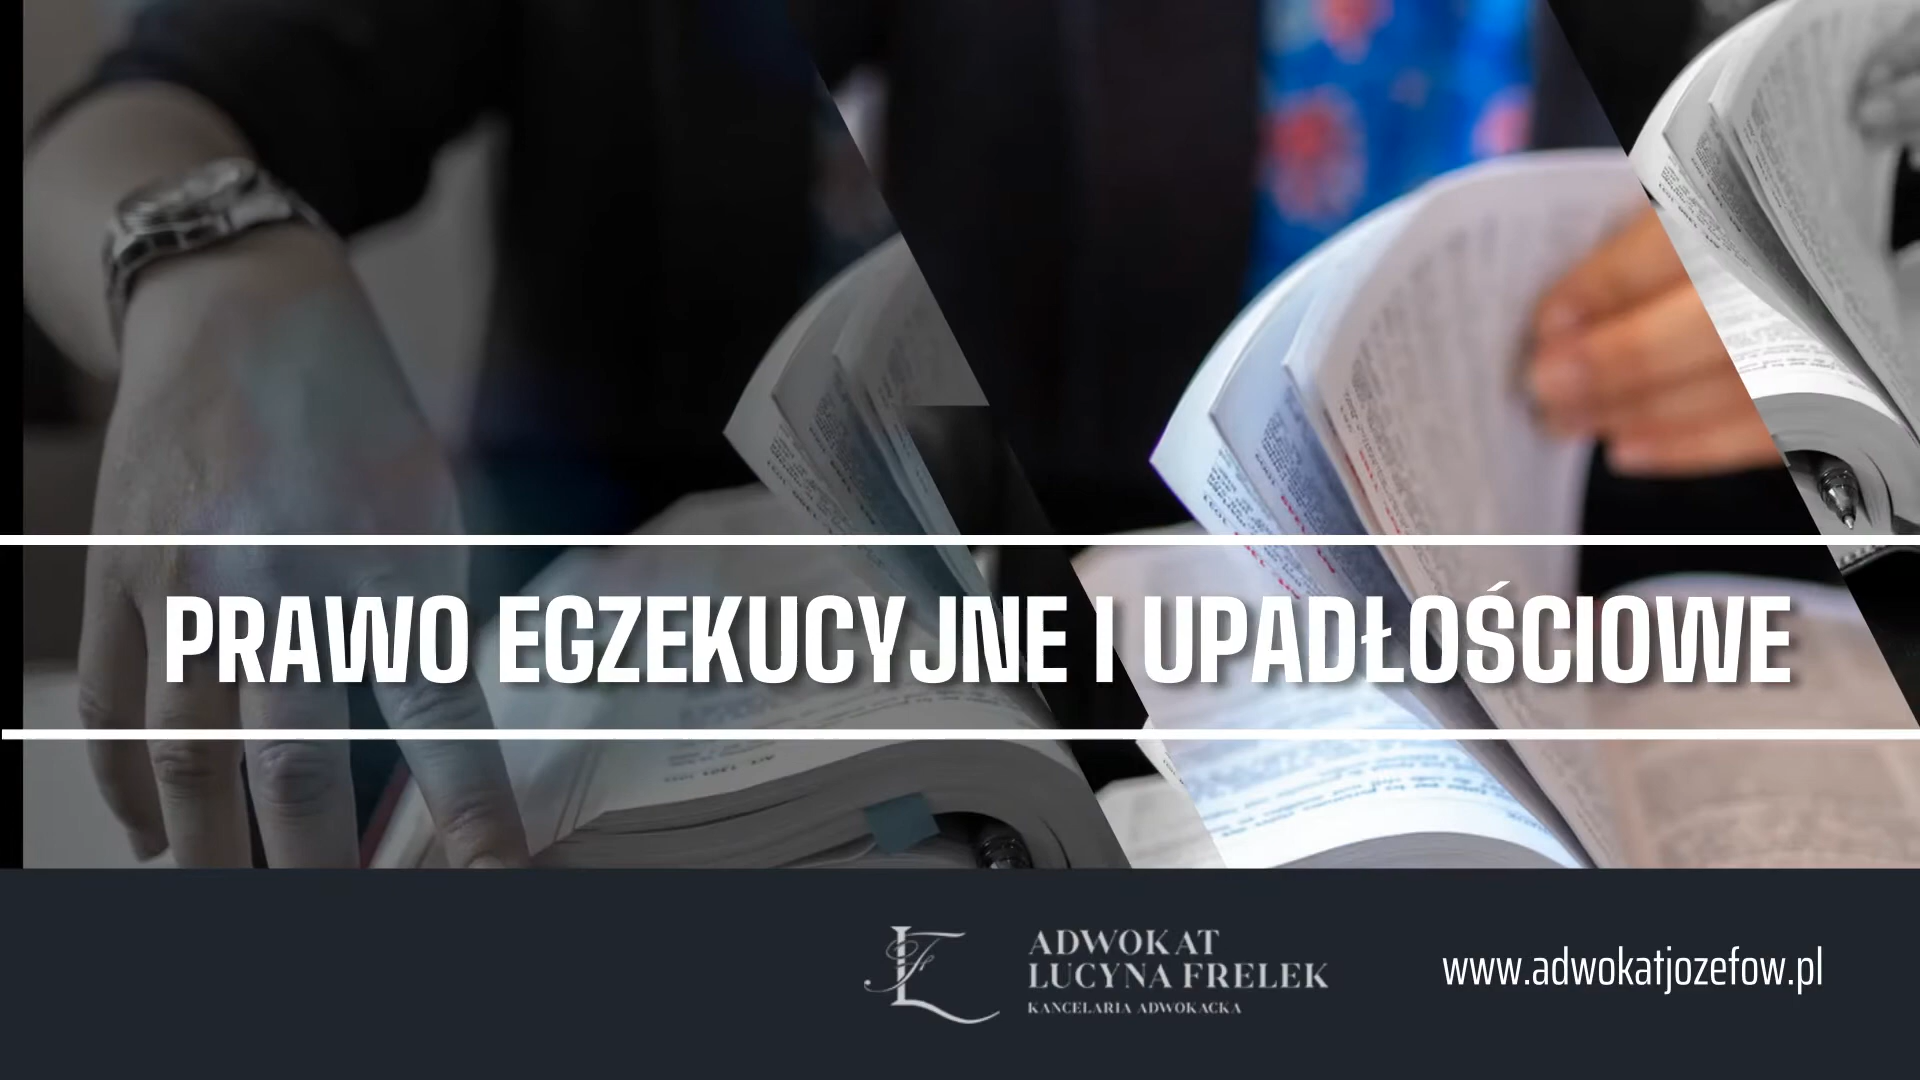 PRAWO EGZEKUCYJNE I UPADŁOŚCIOWE
ADWOKAT
LUCYNA FRELEK
KANCELARIA ADWOKACKA
www.adwokatjozefow.pl